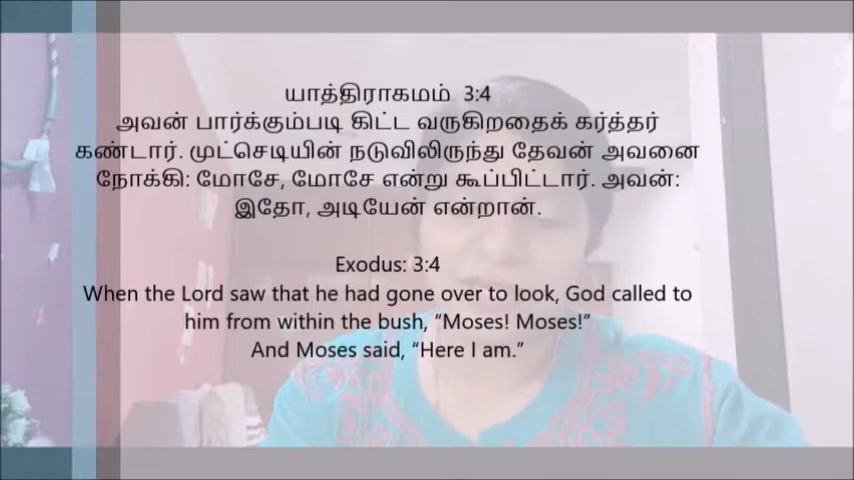 யாத்திராகமம் 3:4
அவன் பார்க்கும்படி கிட்ட வருகிறதைக் கர்த்தர்
கண்டார். முட்செடியின் நடுவிலிருந்து தேவன் அவனை
நோக்கி: மோசே, மோசே என்று கூப்பிட்டார். அவன்:
இதோ, அடியேன் என்றான்.
Exodus: 3:4
When the Lord saw that he had gone over to look, God called to
him from within the bush, “Moses! Moses!”
And Moses said, “Here I am.”